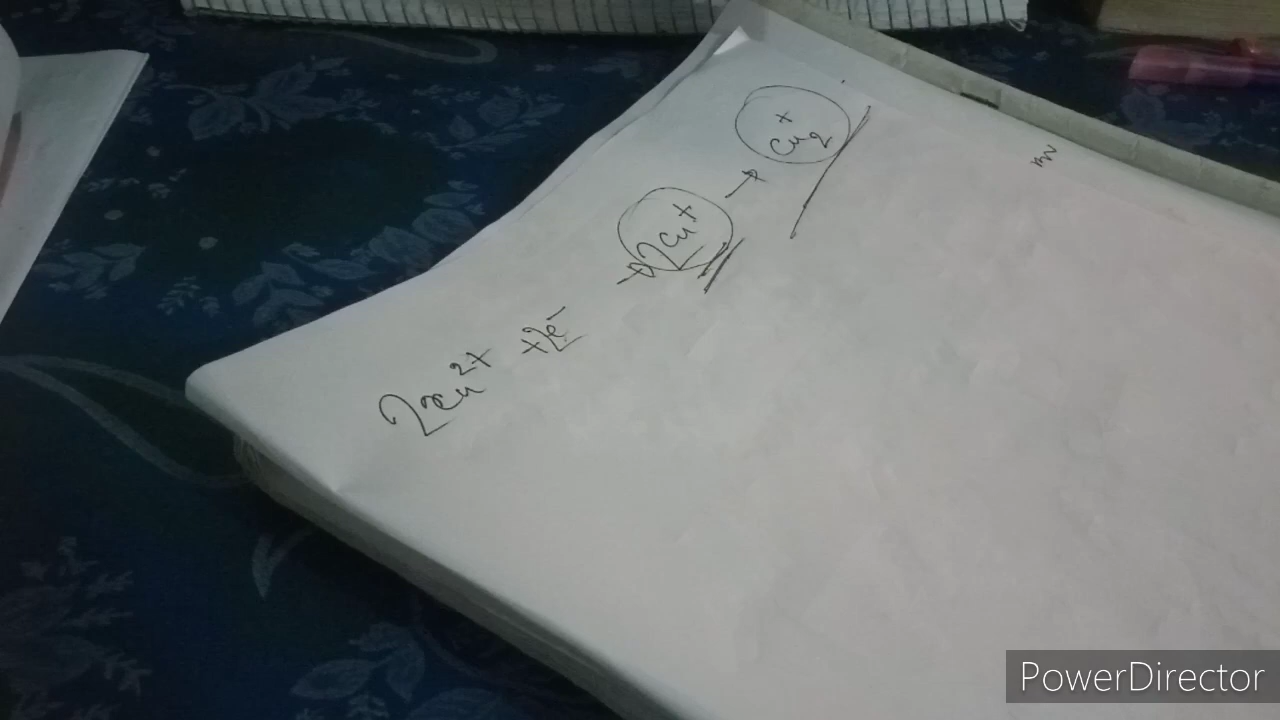 2Cu²⁺ +2e⁻ → 2Cu⁺ → Cu₂⁺
PowerDirector